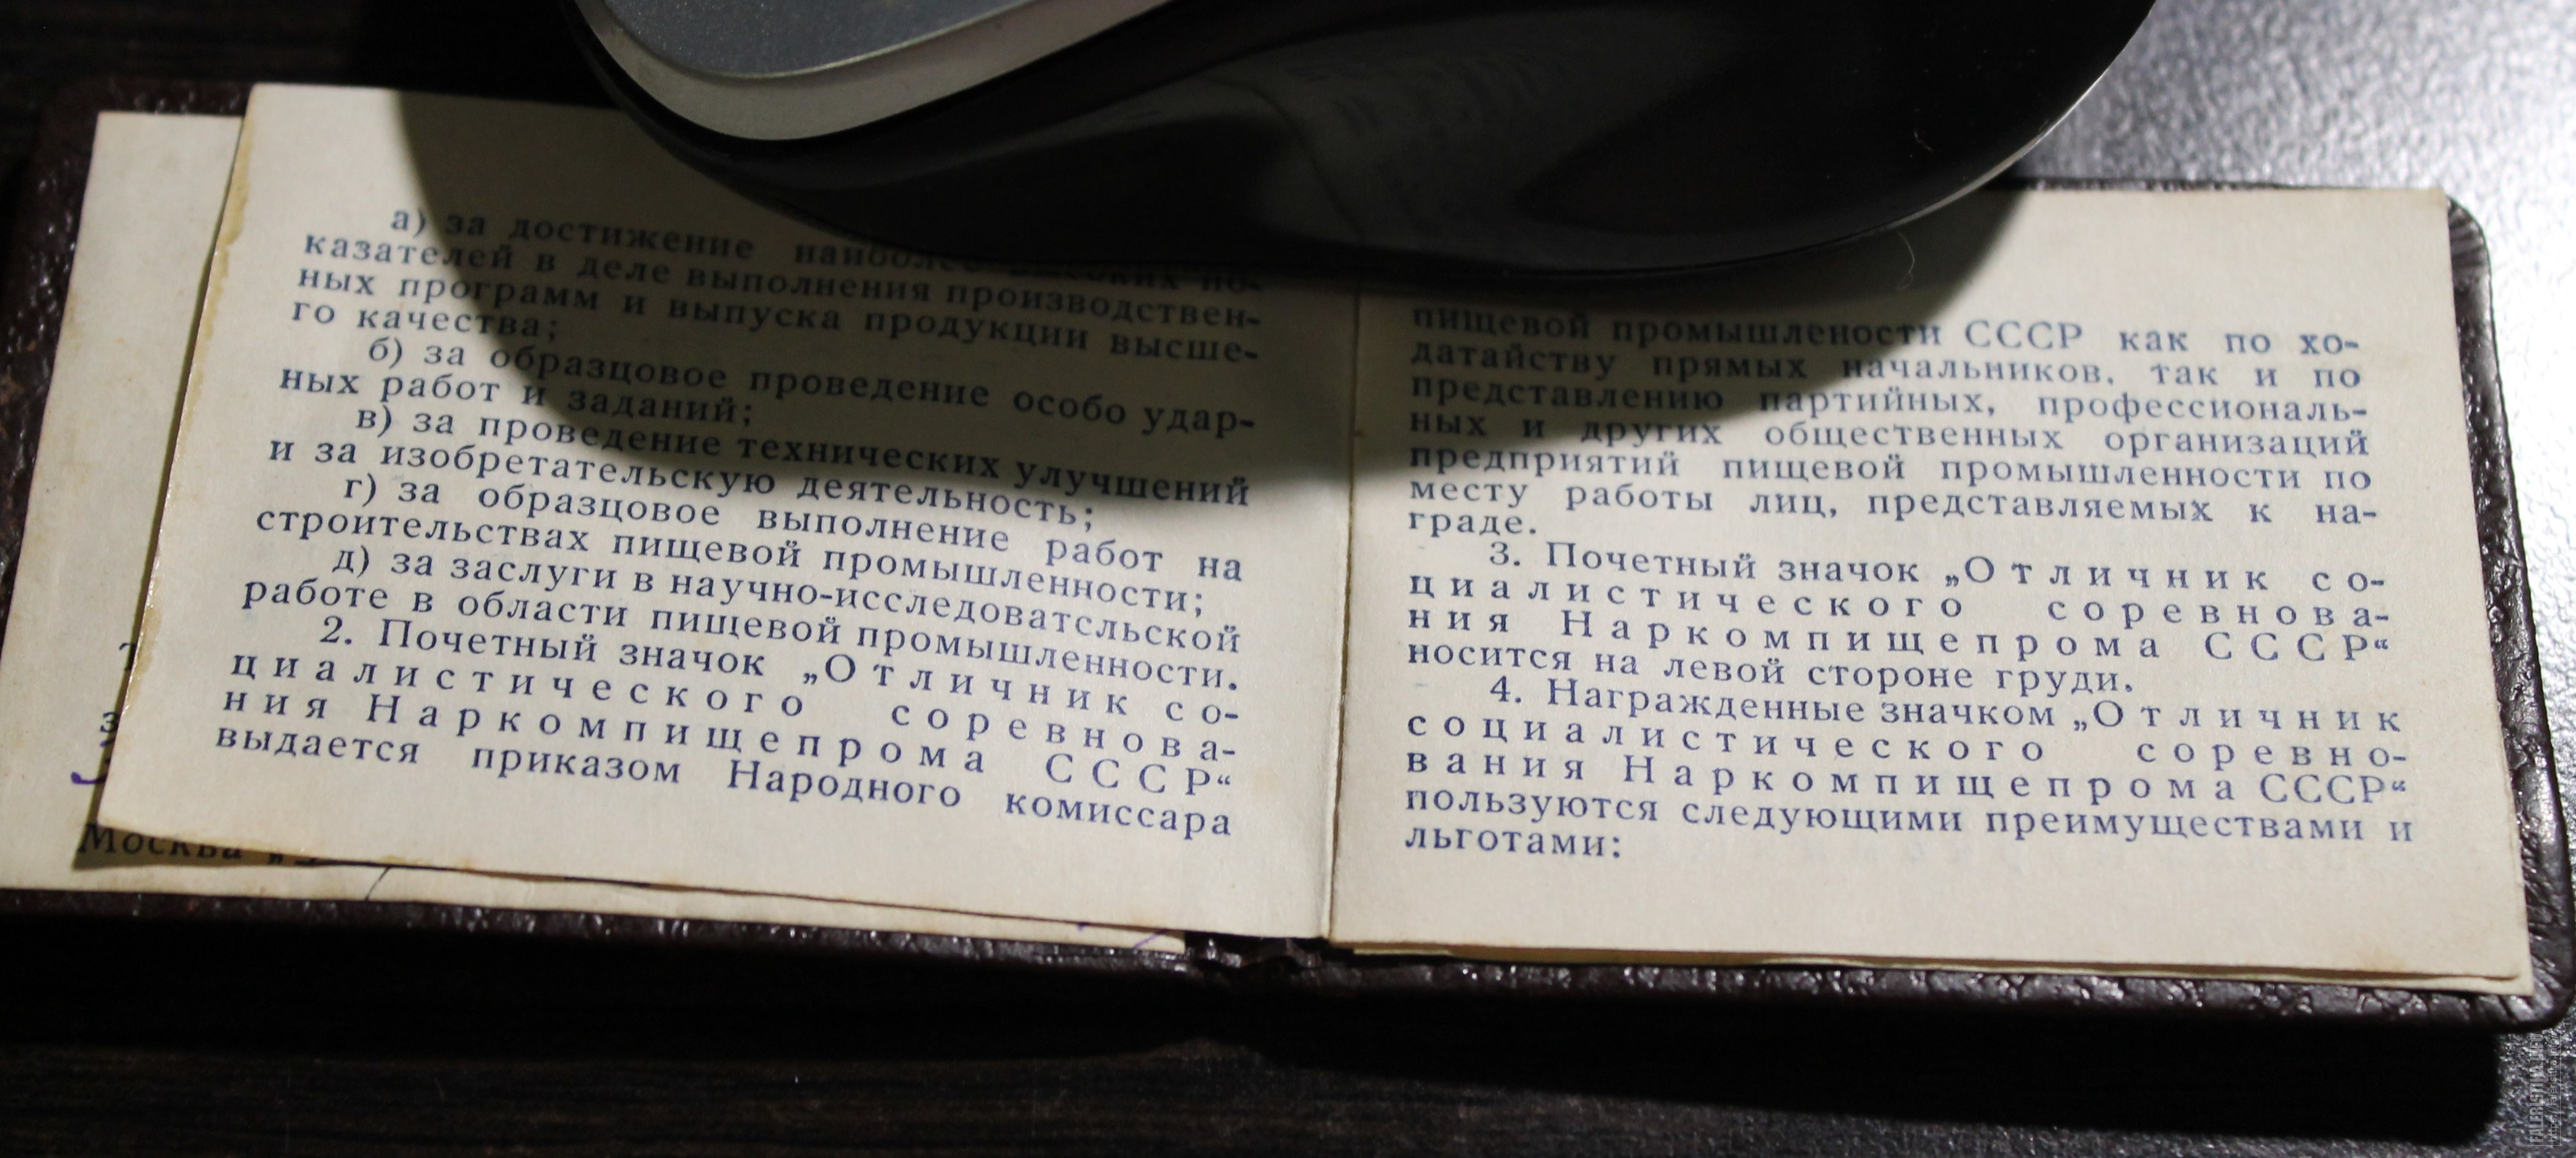 а) за достижение наиболее высоких по-
казателей в деле выполнения производствен-
ных программ и выпуска продукции высше-
го качества;
б) за образцовое проведение особо удар-
ных работ и заданий;
в) за проведение технических улучшений
и за изобретательскую деятельность;
г) за образцовое выполнение работ на
строительствах пищевой промышленности;
д) за заслуги в научно-исследоватсльской
работе в области пищевой промышленности.
2. Почетный значок „Отличник со-
циалистического соревнова-
ния Наркомпищепрома СССР“
выдается приказом Народного комиссара
Москва „
пищевой промышлености СССР как по хо-
датайству прямых начальников, так и по
представлению партийных, профессиональ-
ных и других общественных организаций
предприятий пищевой промышленности по
месту работы лиц, представляемых к на-
граде.
3. Почетный значок „Отличник со-
циалистического соревнова-
ния Наркомпищепрома СССР“
носится на левой стороне груди.
4. Награжденные значком „Отличник
социалистического соревно-
вания Наркомпищепрома СССР“
пользуются следующими преимуществами и
льготами:
FALERISTIKA.INFO